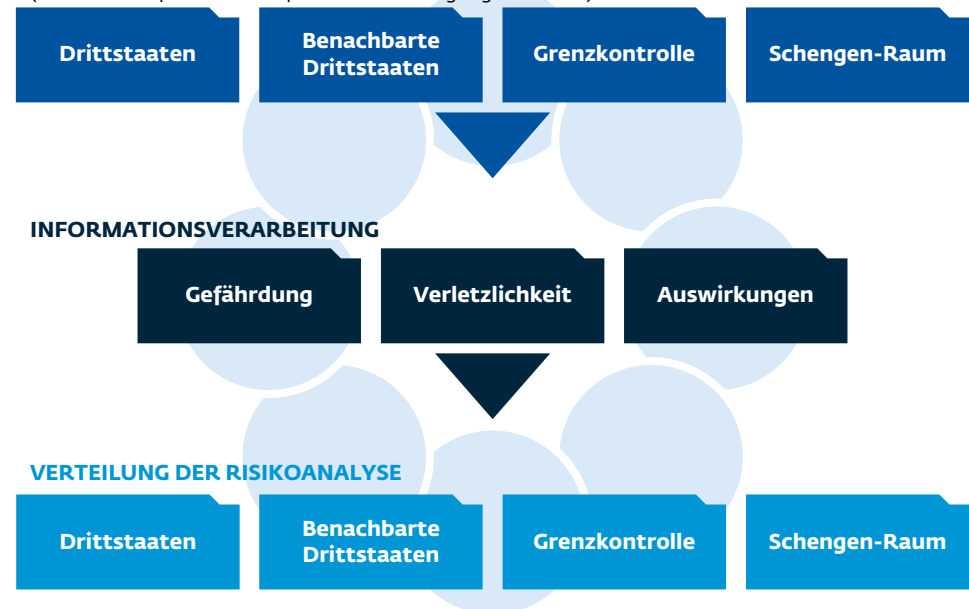 Drittstaaten
Benachbarte
Drittstaaten
Grenzkontrolle
Schengen-Raum
INFORMATIONSVERARBEITUNG
Gefährdung
Verletzlichkeit
Auswirkungen
VERTEILUNG DER RISIKOANALYSE
Drittstaaten
Benachbarte
Drittstaaten
Grenzkontrolle
Schengen-Raum